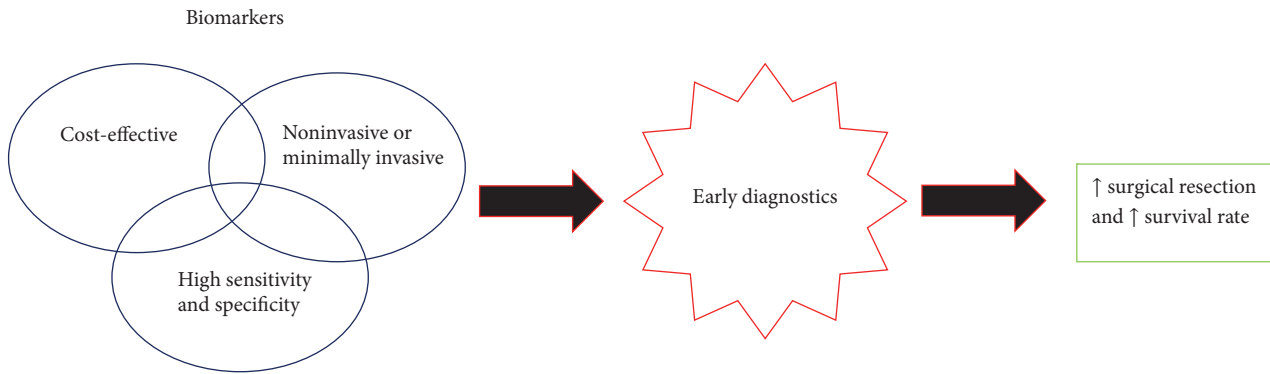 Biomarkers
Cost-effective
Noninvasive or
minimally invasive
High sensitivity
and specificity
Early diagnostics
↑ surgical resection
and ↑ survival rate